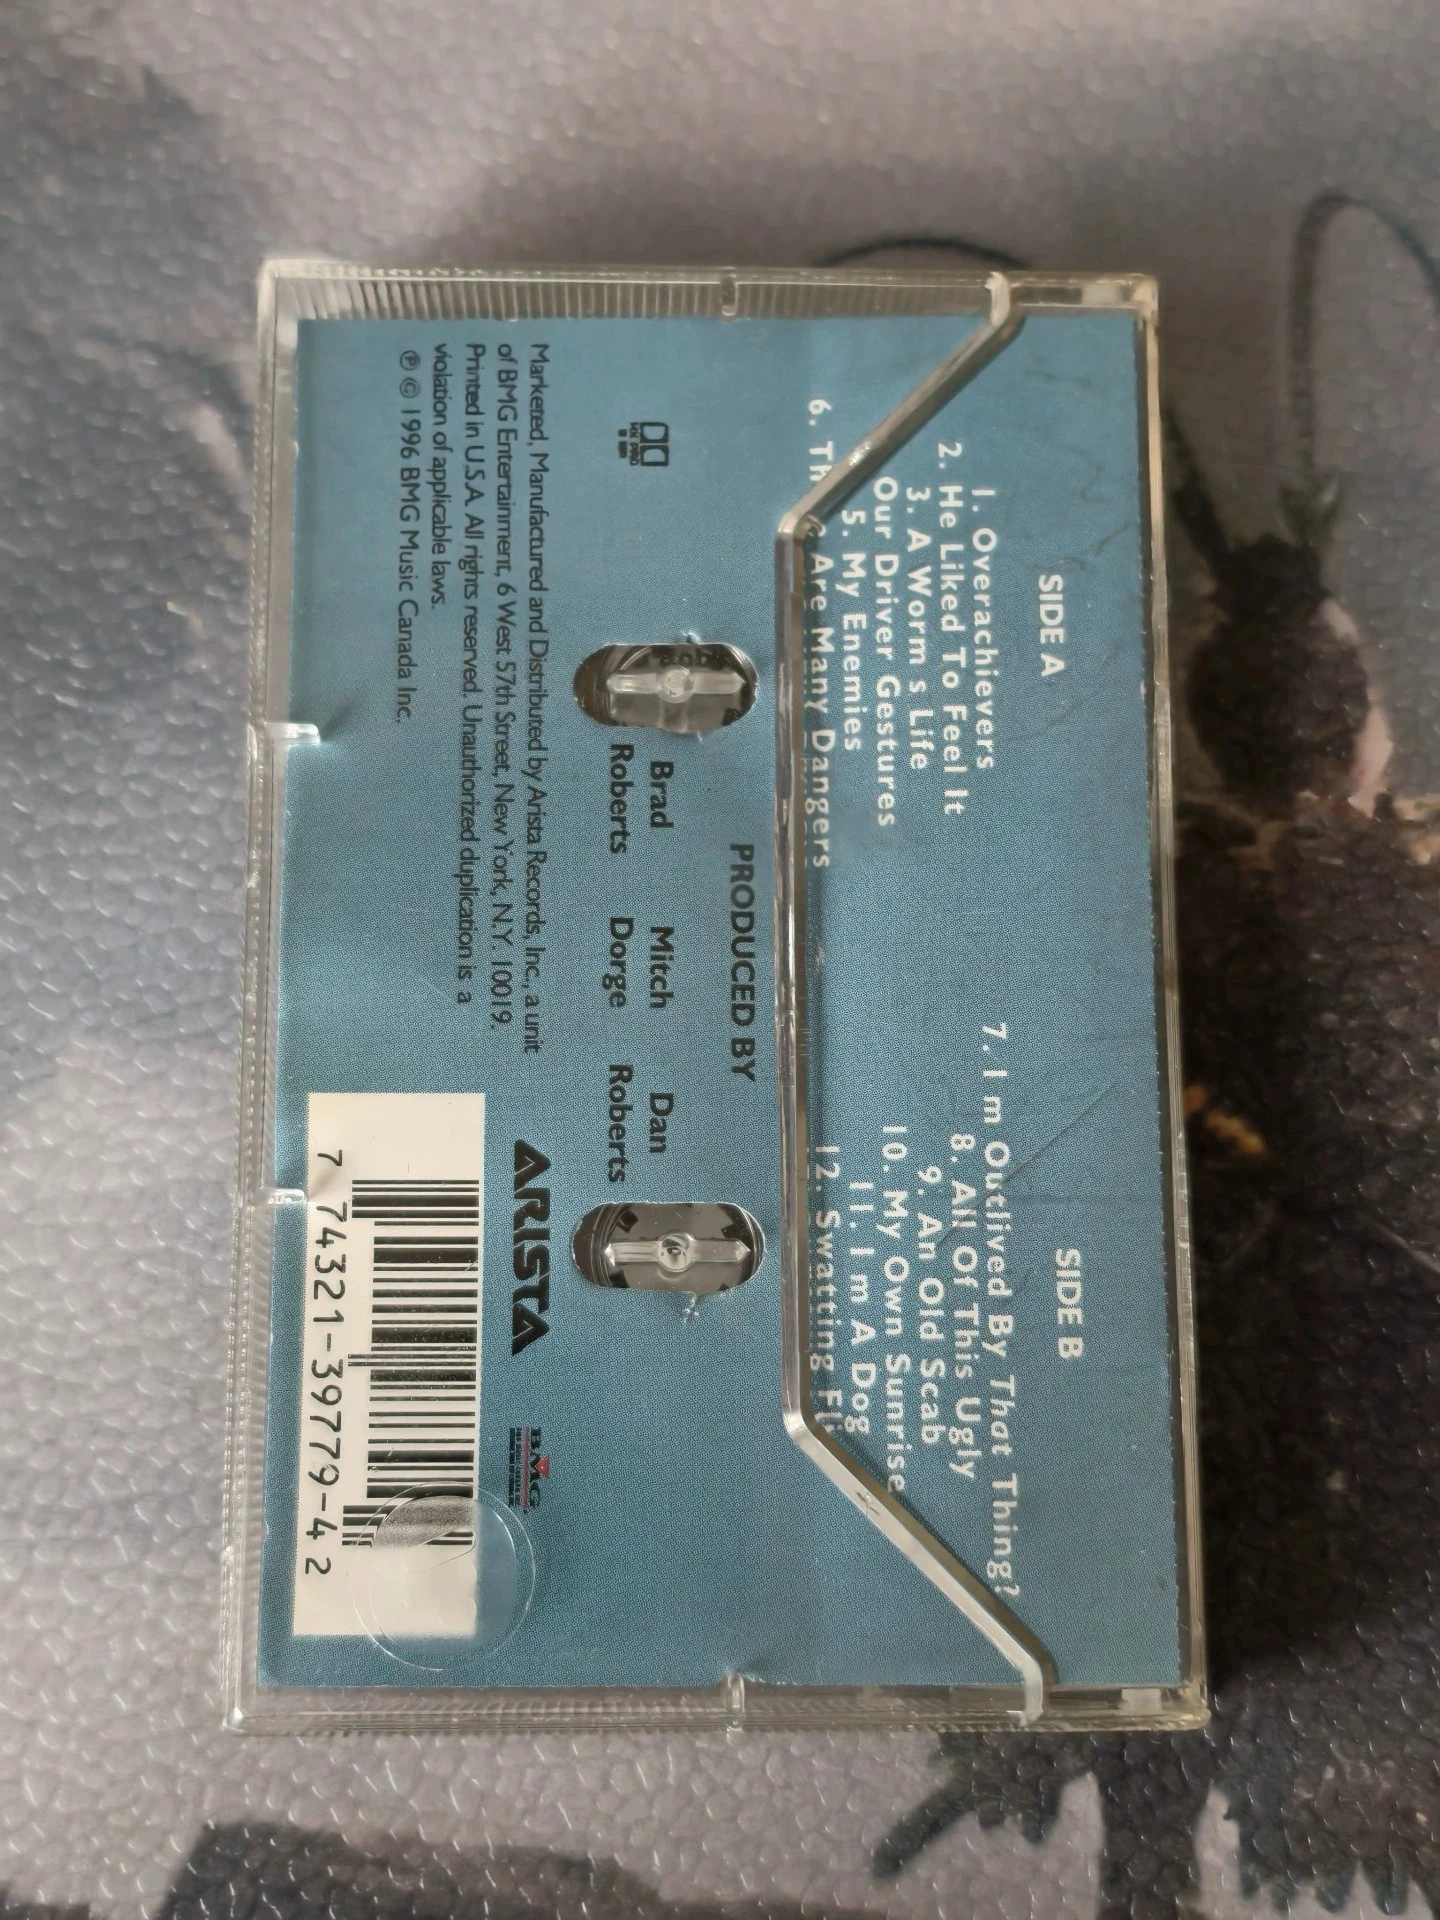 SIDE A
1. Overachievers
2. He Liked To Feel It
3. A Worm s Life
Our Driver Gestures
5. My Enemies
6. Are Many Dangers
SIDE B
7. I m Outlived By That Thing?
8. All Of This Ugly
9. An Old Scab
10. My Own Sunrise
11. I m A Dog
12. Swatting
PRODUCED BY
Brad Mitch Dan
Roberts Dorge Roberts
Marketed, Manufactured and Distributed by Arista Records, Inc., a unit
of BMG Entertainment, 6 West 57th Street, New York, N.Y. 10019.
Printed in U.S.A. All rights reserved. Unauthorized duplication is a
violation of applicable laws.
℗ © 1996 BMG Music Canada Inc.
ARISTA
BMG
7 74321-39779-4 2